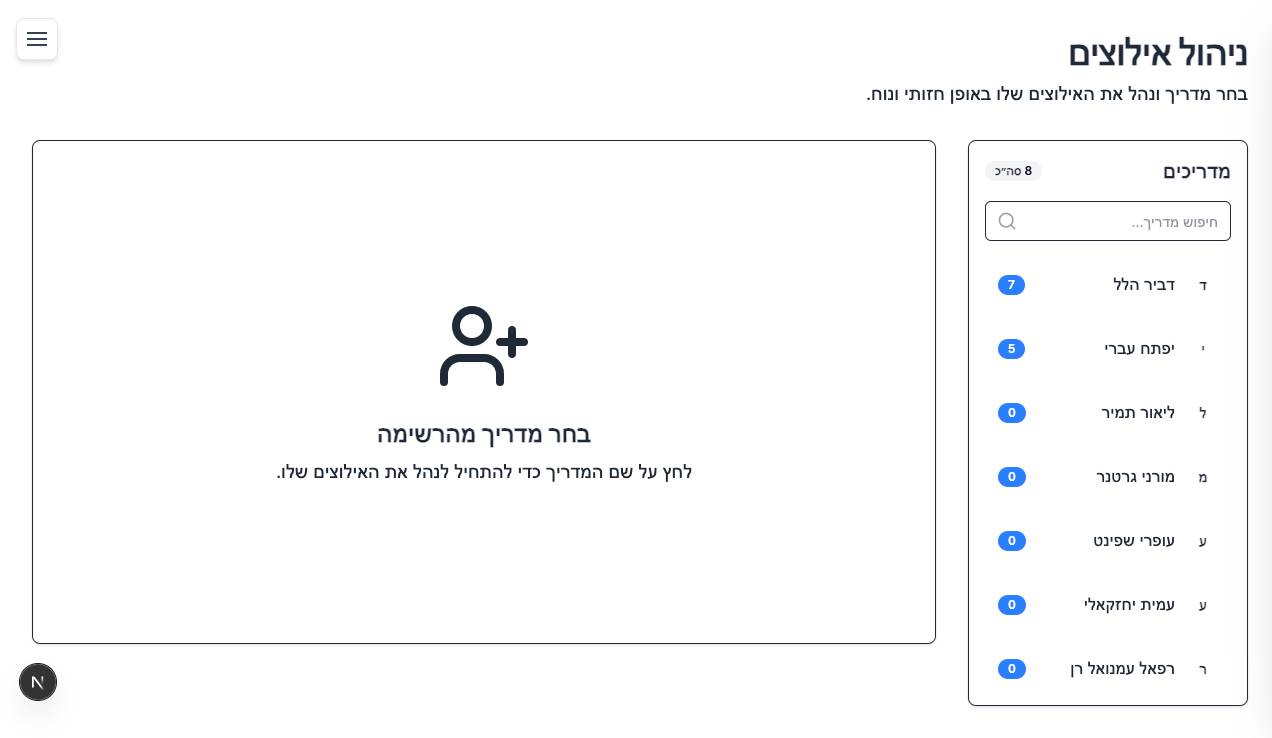 ניהול אילוצים
בחר מדריך ונהל את האילוצים שלו באופן חזותי ונוח.
מדריכים
8 סה״כ
חיפוש מדריך...
ד דביר הלל 7
י יפתח עברי 5
ל ליאור תמיר 0
מ מורני גרטנר 0
ע עופרי שפינט 0
ע עמית יחזקאלי 0
ר רפאל עמנואל רן 0
בחר מדריך מהרשימה
לחץ על שם המדריך כדי להתחיל לנהל את האילוצים שלו.
N